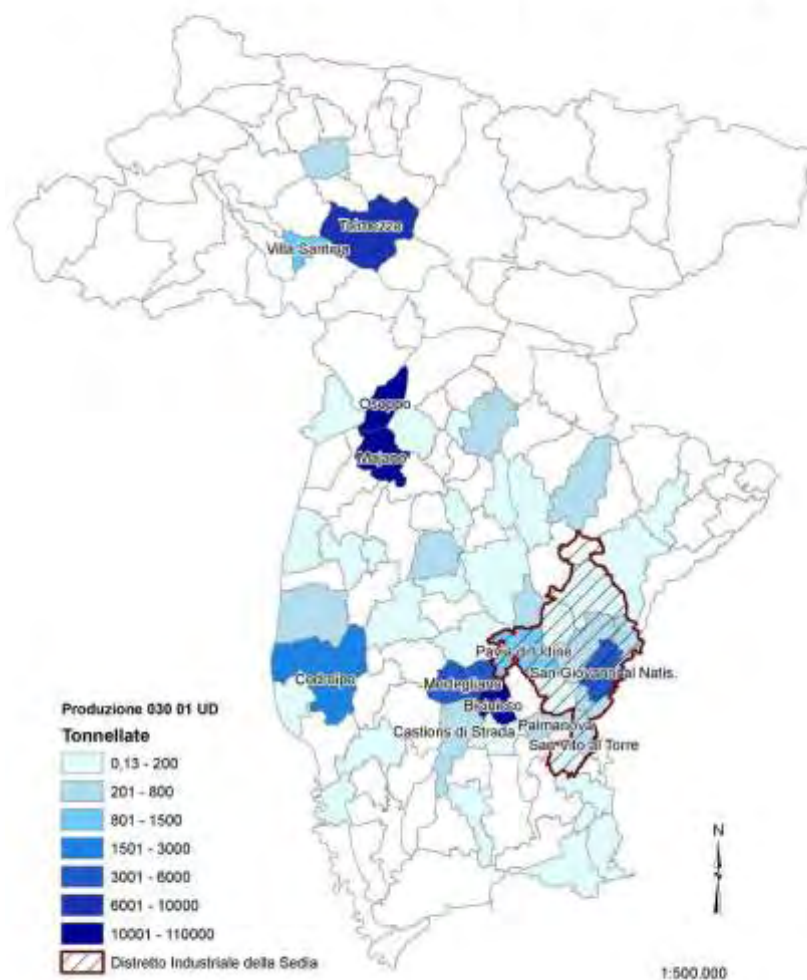 Tolmezzo
Villa Santina
Osoppo
Majano
Pavia di Udine
San Giovanni al Natis.
Codroipo
Mortegliano
Bicinicco
Castions di Strada
Palmanova
San Vito al Torre
Produzione 030 01 UD
Tonnellate
0,13 - 200
201 - 800
801 - 1500
1501 - 3000
3001 - 6000
6001 - 10000
10001 - 110000
Distretto Industriale della Sedia
N
1:500.000